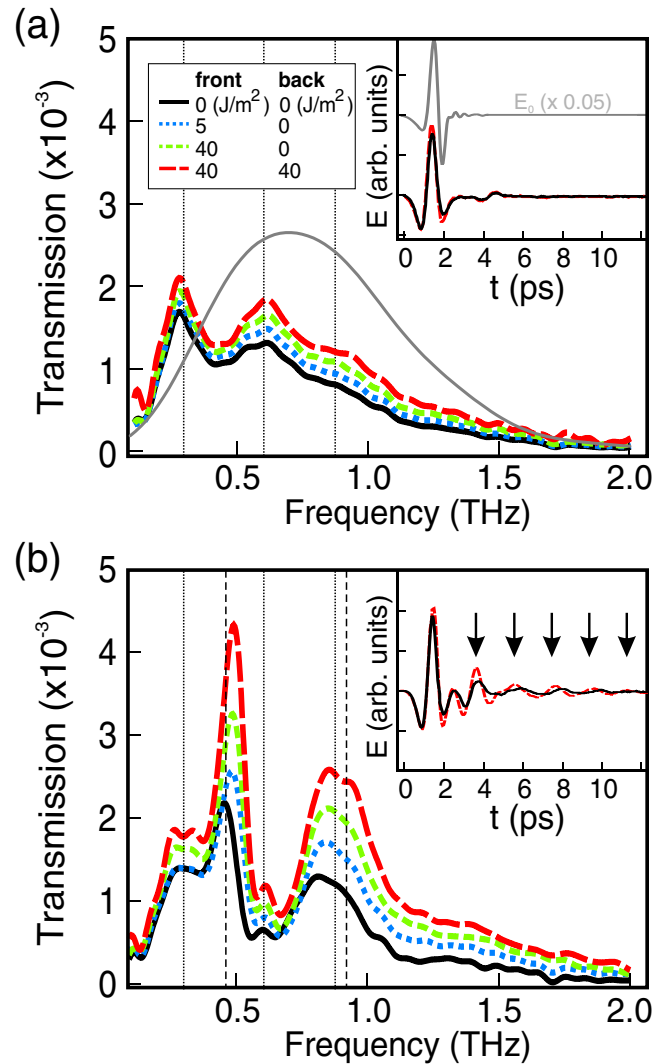 (a)
Transmission (x10⁻³)
5
4
3
2
1
0
front back
0 (J/m²) 0 (J/m²)
5 0
40 0
40 40
E (arb. units)
E₀ (x 0.05)
0 2 4 6 8 10
t (ps)
0.5 1.0 1.5 2.0
Frequency (THz)
(b)
Transmission (x10⁻³)
5
4
3
2
1
0
E (arb. units)
0 2 4 6 8 10
t (ps)
0.5 1.0 1.5 2.0
Frequency (THz)